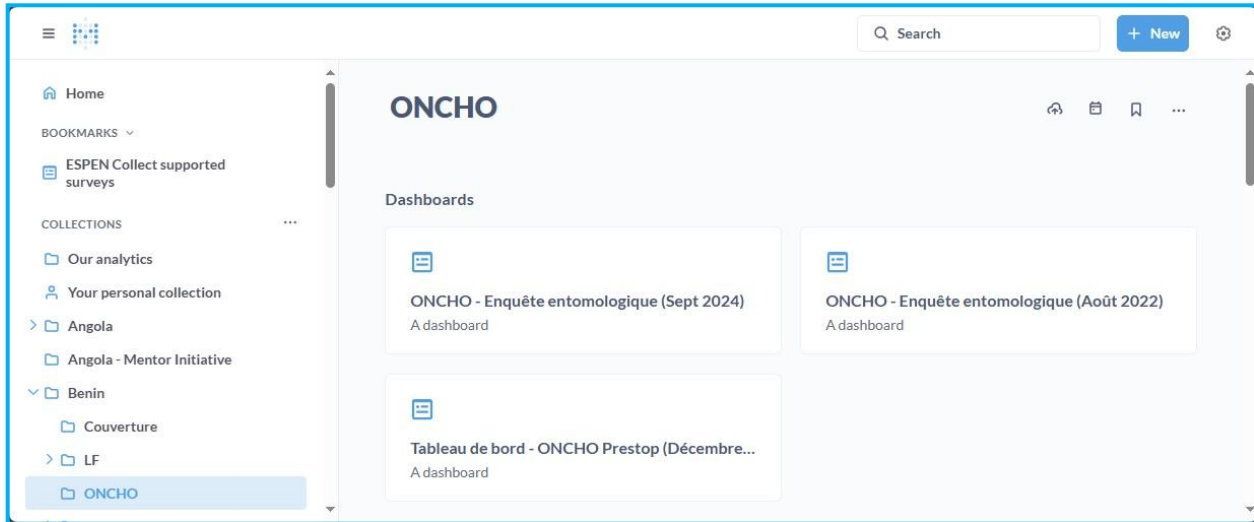 Search
+ New
Home
BOOKMARKS
ESPEN Collect supported
surveys
COLLECTIONS
Our analytics
Your personal collection
Angola
Angola - Mentor Initiative
Benin
Couverture
LF
ONCHO
ONCHO
Dashboards
ONCHO - Enquête entomologique (Sept 2024)
A dashboard
ONCHO - Enquête entomologique (Août 2022)
A dashboard
Tableau de bord - ONCHO Prestop (Décembre...
A dashboard